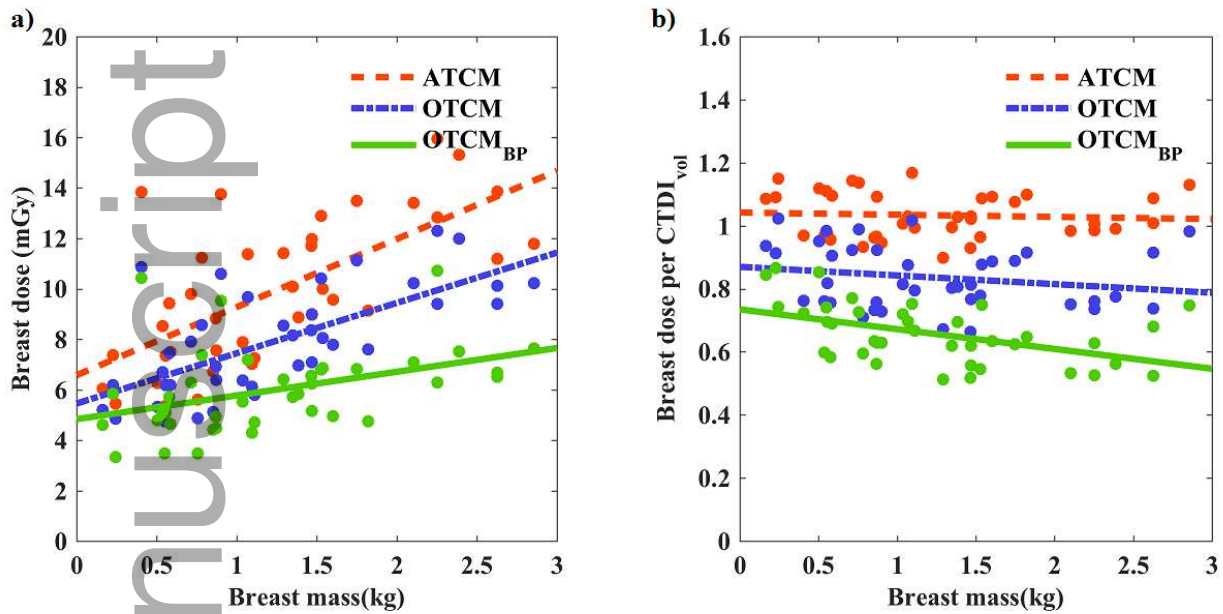 a)
20
18
16
14
12
10
8
6
4
2
0
Breast dose (mGy)
ATCM
OTCM
OTCM_BP
0 0.5 1 1.5 2 2.5 3
Breast mass(kg)
nuscript
b)
1.6
1.4
1.2
1
0.8
0.6
0.4
0.2
0
Breast dose per CTDI_vol
ATCM
OTCM
OTCM_BP
0 0.5 1 1.5 2 2.5 3
Breast mass(kg)